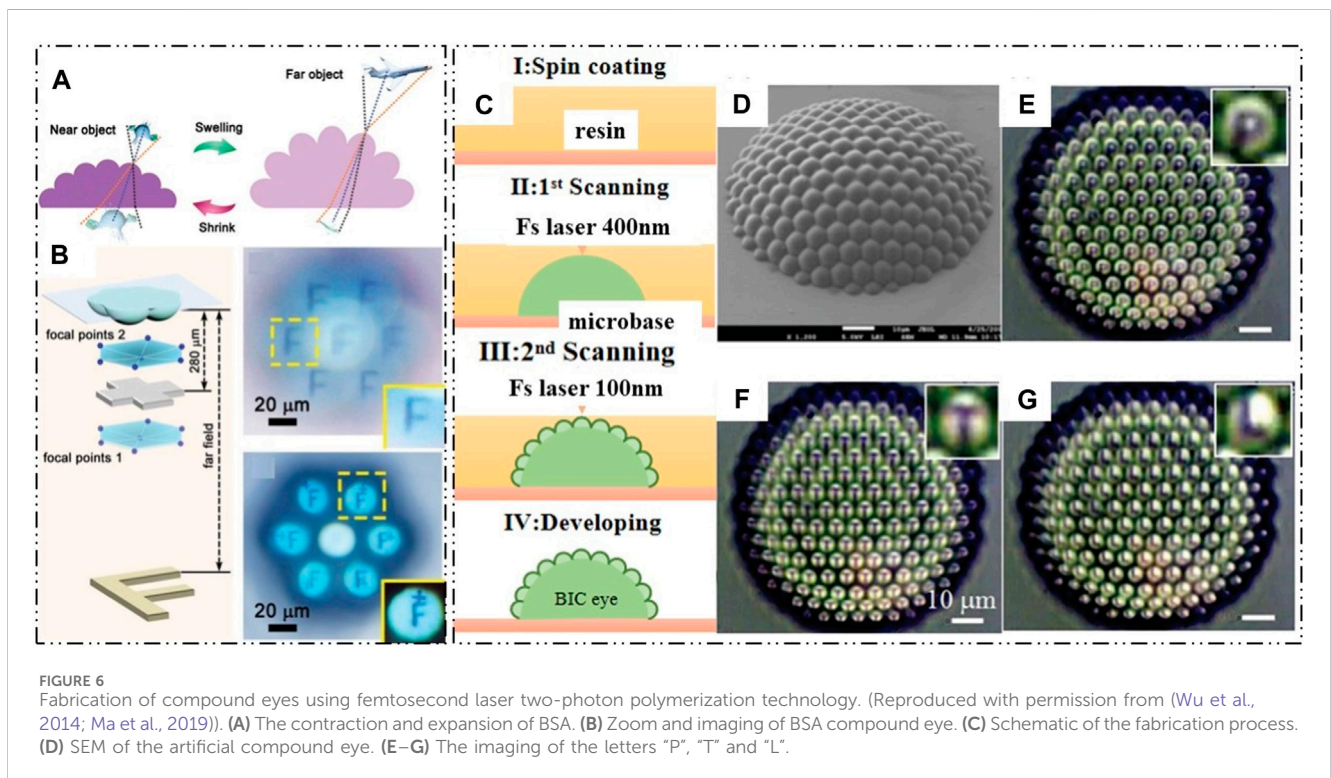 A
Near object
Far object
Swelling
Shrink
B
focal points 2
280 μm
far field
focal points 1
20 μm
F
20 μm
F
I:Spin coating
C
resin
II:1st Scanning
Fs laser 400nm
microbase
III:2nd Scanning
Fs laser 100nm
IV:Developing
BIC eye
D
E
F
10 μm
G
FIGURE 6
Fabrication of compound eyes using femtosecond laser two-photon polymerization technology. (Reproduced with permission from (Wu et al.,
2014; Ma et al., 2019)). (A) The contraction and expansion of BSA. (B) Zoom and imaging of BSA compound eye. (C) Schematic of the fabrication process.
(D) SEM of the artificial compound eye. (E–G) The imaging of the letters “P”, “T” and “L”.